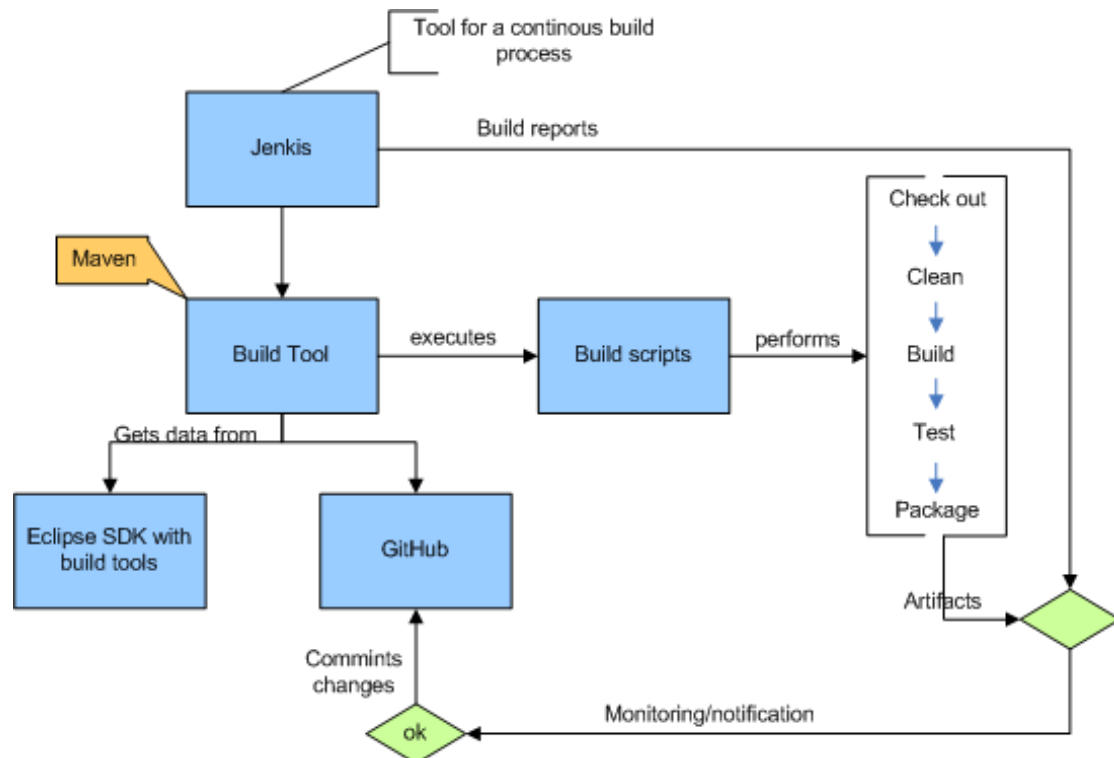 Tool for a continous build
process
Build reports
Jenkis
Check out
Maven
Clean
executes
performs
Build Tool
Build scripts
Build
Gets data from
Test
Package
Eclipse SDK with
build tools
GitHub
Artifacts
Commints
changes
Monitoring/notification
ok